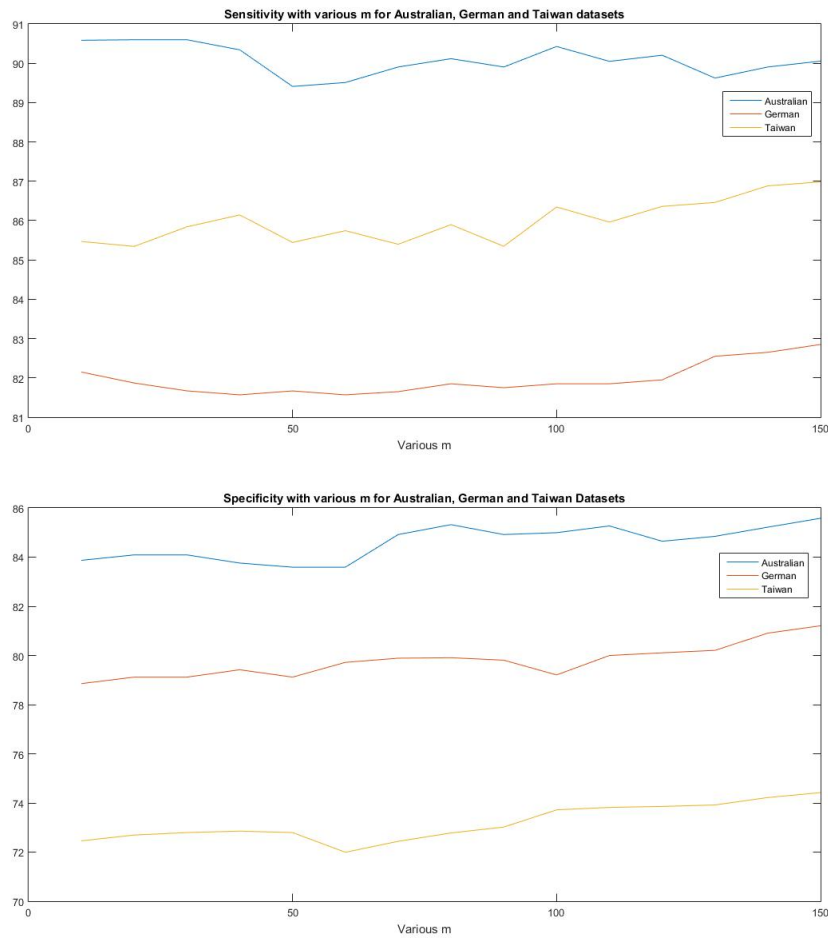 Sensitivity with various m for Australian, German and Taiwan datasets
91
90
89
88
87
86
85
84
83
82
81
Australian
German
Taiwan
0
50
100
150
Various m
Specificity with various m for Australian, German and Taiwan Datasets
86
84
82
80
78
76
74
72
70
Australian
German
Taiwan
0
50
100
150
Various m